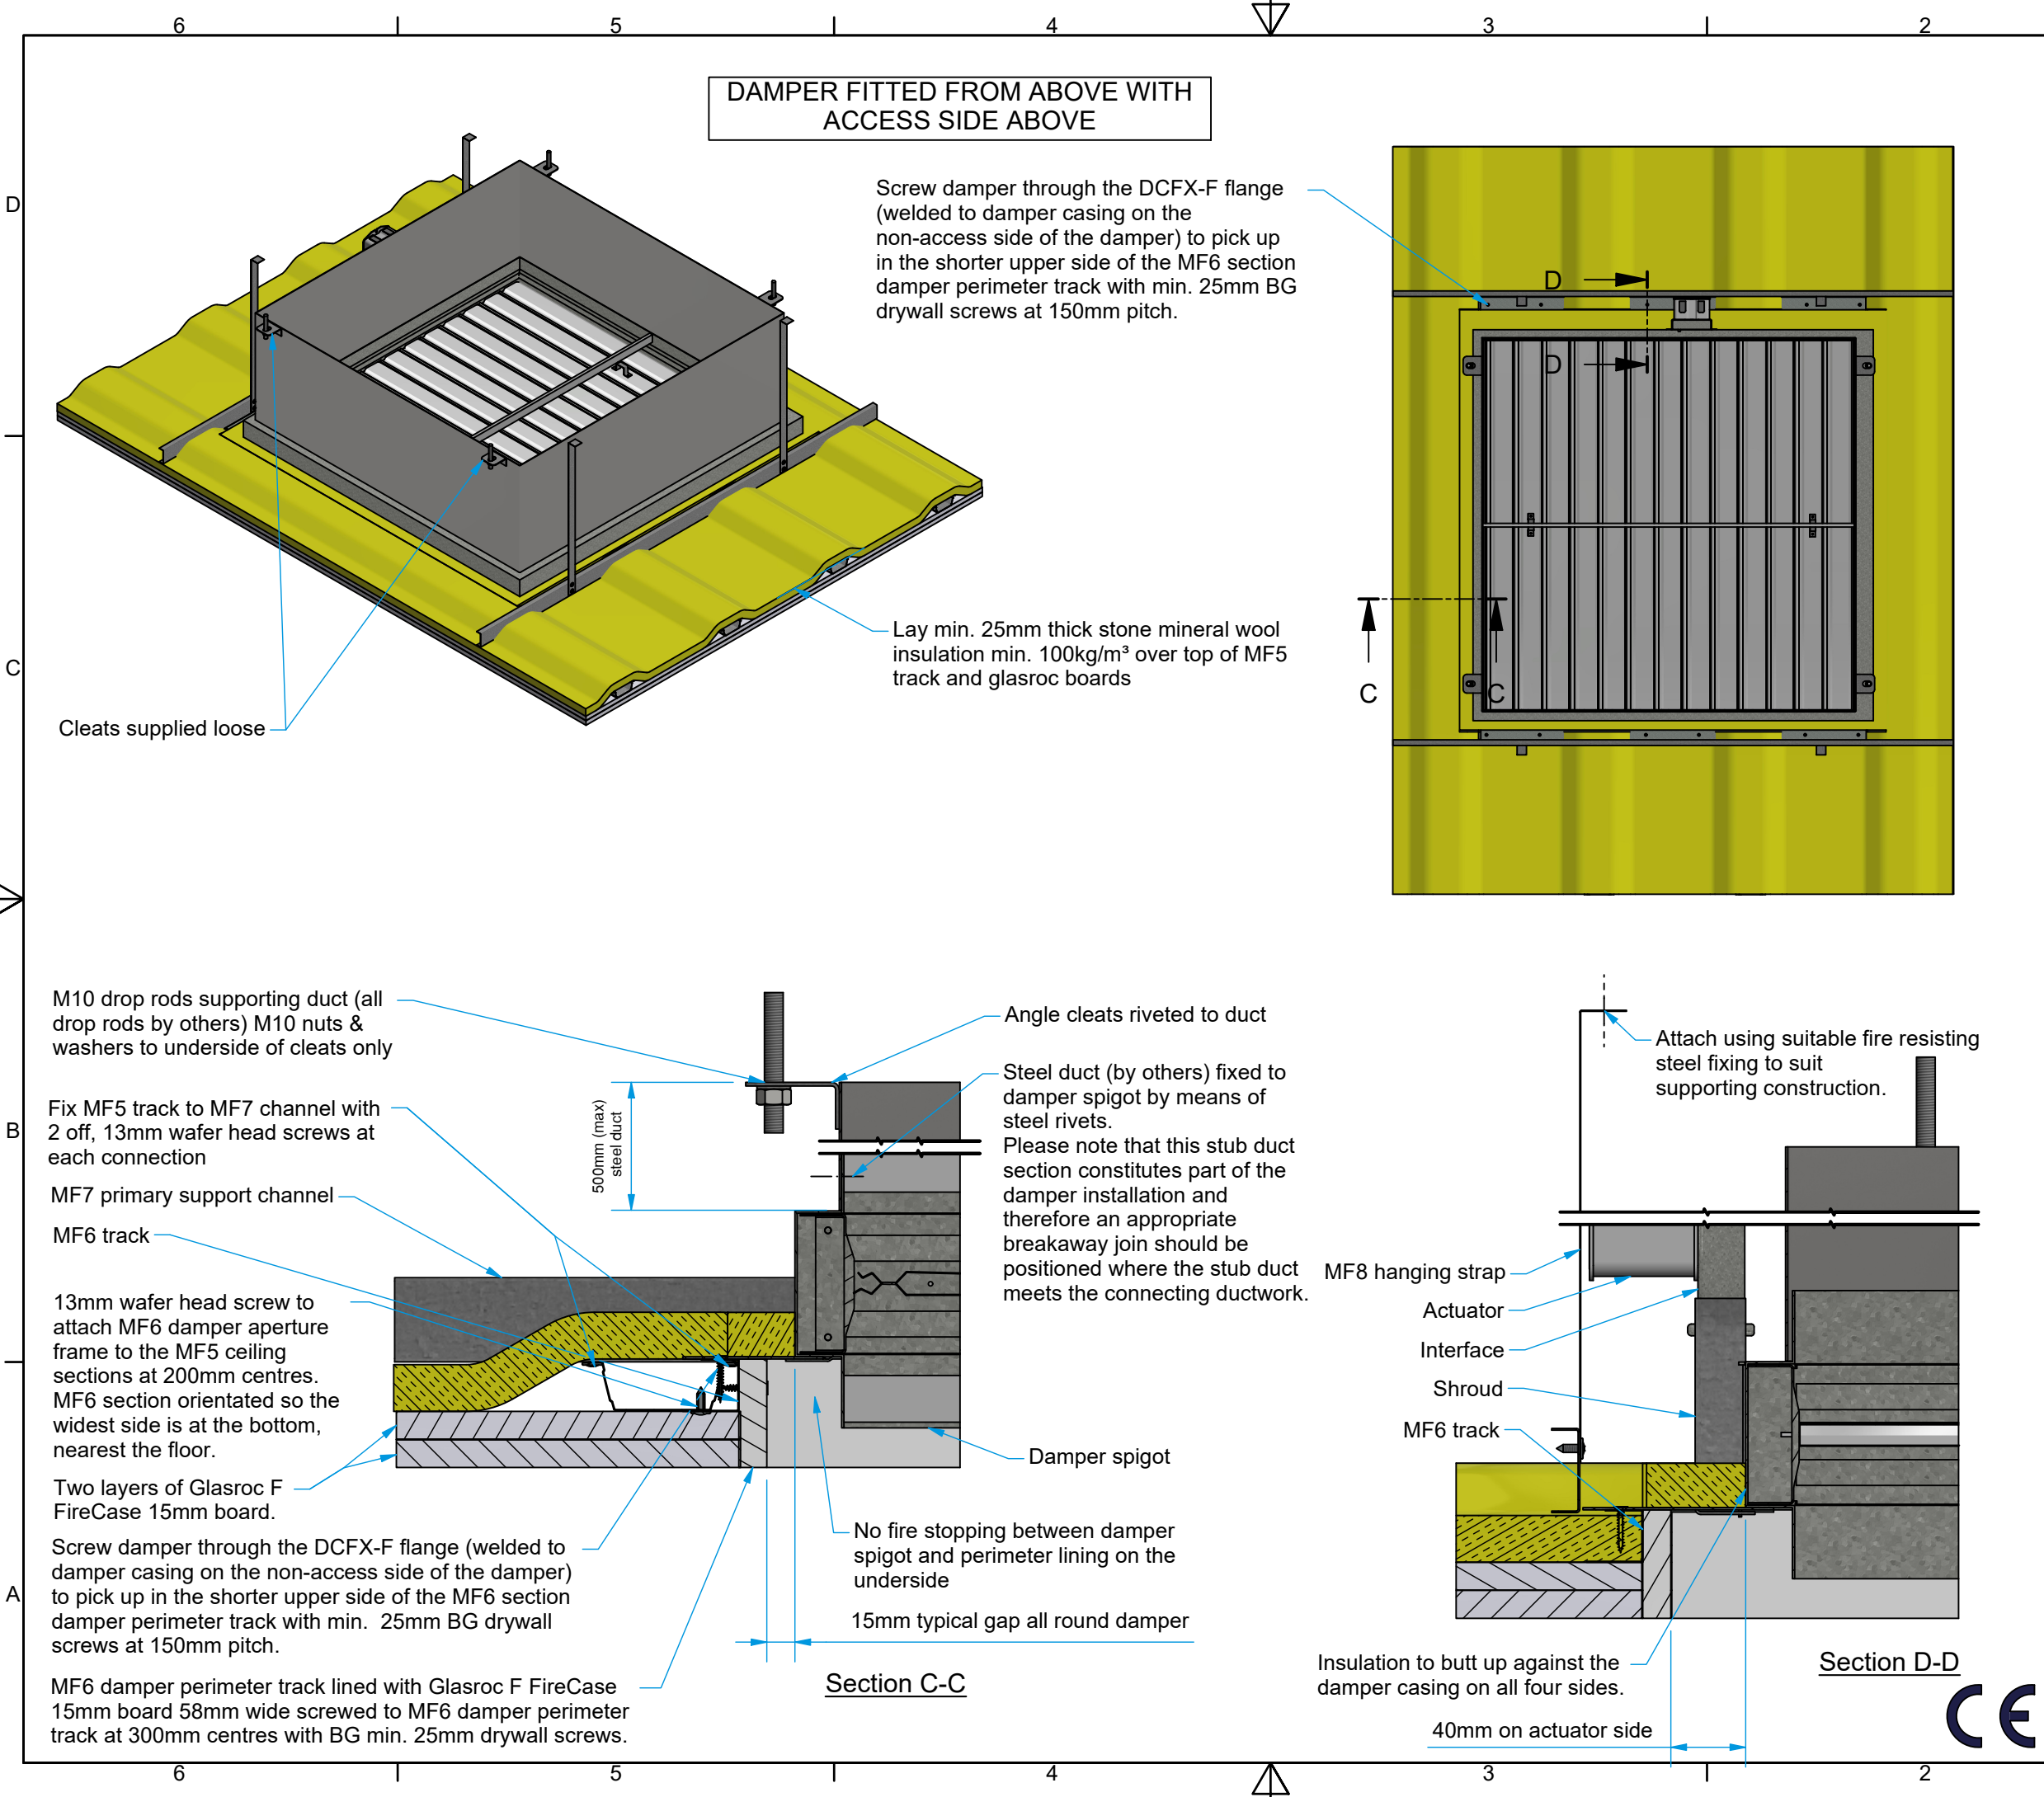 6 5 4 3 2
DAMPER FITTED FROM ABOVE WITH
ACCESS SIDE ABOVE
D
Screw damper through the DCFX-F flange
(welded to damper casing on the
non-access side of the damper) to pick up
in the shorter upper side of the MF6 section
damper perimeter track with min. 25mm BG
drywall screws at 150mm pitch.
D
D
C
C
C
Lay min. 25mm thick stone mineral wool
insulation min. 100kg/m³ over top of MF5
track and glasroc boards
Cleats supplied loose
M10 drop rods supporting duct (all
drop rods by others) M10 nuts &
washers to underside of cleats only
Fix MF5 track to MF7 channel with
2 off, 13mm wafer head screws at
each connection
B
MF7 primary support channel
MF6 track
13mm wafer head screw to
attach MF6 damper aperture
frame to the MF5 ceiling
sections at 200mm centres.
MF6 section orientated so the
widest side is at the bottom,
nearest the floor.
Two layers of Glasroc F
FireCase 15mm board.
Screw damper through the DCFX-F flange (welded to
damper casing on the non-access side of the damper)
to pick up in the shorter upper side of the MF6 section
damper perimeter track with min. 25mm BG drywall
screws at 150mm pitch.
A
MF6 damper perimeter track lined with Glasroc F FireCase
15mm board 58mm wide screwed to MF6 damper perimeter
track at 300mm centres with BG min. 25mm drywall screws.
500mm (max)
steel duct
Angle cleats riveted to duct
Steel duct (by others) fixed to
damper spigot by means of
steel rivets.
Please note that this stub duct
section constitutes part of the
damper installation and
therefore an appropriate
breakaway join should be
positioned where the stub duct
meets the connecting ductwork.
Damper spigot
No fire stopping between damper
spigot and perimeter lining on the
underside
15mm typical gap all round damper
Section C-C
Attach using suitable fire resisting
steel fixing to suit
supporting construction.
MF8 hanging strap
Actuator
Interface
Shroud
MF6 track
Insulation to butt up against the
damper casing on all four sides.
40mm on actuator side
Section D-D
CE
6 5 4 3 2